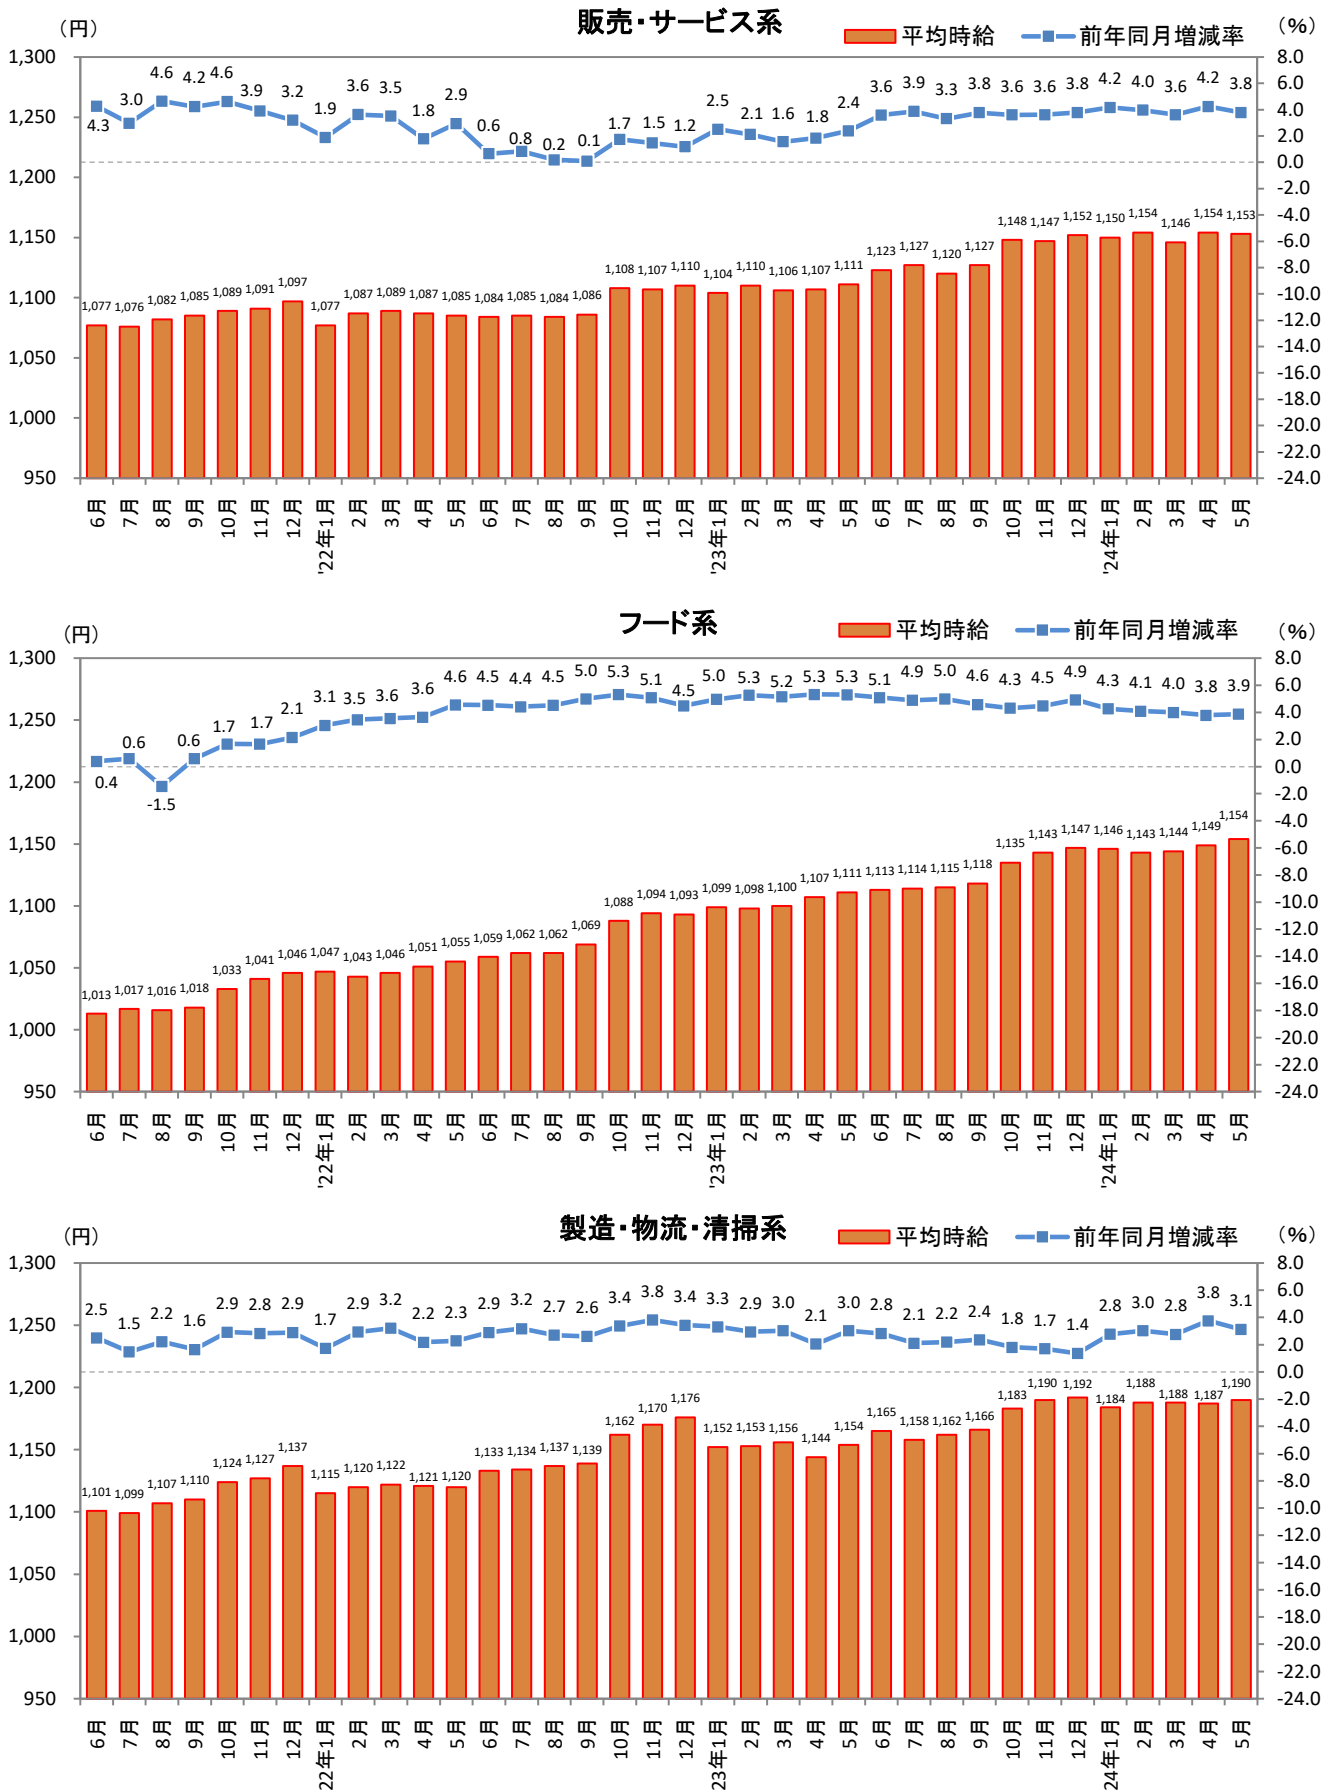 販売・サービス系
（円）
平均時給 前年同月増減率
（%）
1,300 1,250 1,200 1,150 1,100 1,050 1,000 950
8.0 6.0 4.0 2.0 0.0 -2.0 -4.0 -6.0 -8.0 -10.0 -12.0 -14.0 -16.0 -18.0 -20.0 -22.0 -24.0
4.3 3.0 4.6 4.2 4.6 3.9 3.2 1.9 3.6 3.5 1.8 2.9 0.6 0.8 0.2 0.1 1.7 1.5 1.2 2.5 2.1 1.6 1.8 2.4 3.6 3.9 3.3 3.8 3.6 3.6 3.8 4.2 4.0 3.6 4.2 3.8
1,077 1,076 1,082 1,085 1,089 1,091 1,097 1,077 1,087 1,089 1,087 1,085 1,084 1,085 1,084 1,086 1,108 1,107 1,110 1,104 1,110 1,106 1,107 1,111 1,123 1,127 1,120 1,127 1,148 1,147 1,152 1,150 1,154 1,146 1,154 1,153
6月 7月 8月 9月 10月 11月 12月 '22年1月 2月 3月 4月 5月 6月 7月 8月 9月 10月 11月 12月 '23年1月 2月 3月 4月 5月 6月 7月 8月 9月 10月 11月 12月 '24年1月 2月 3月 4月 5月
フード系
（円）
平均時給 前年同月増減率
（%）
1,300 1,250 1,200 1,150 1,100 1,050 1,000 950
8.0 6.0 4.0 2.0 0.0 -2.0 -4.0 -6.0 -8.0 -10.0 -12.0 -14.0 -16.0 -18.0 -20.0 -22.0 -24.0
0.4 0.6 -1.5 0.6 1.7 1.7 2.1 3.1 3.5 3.6 3.6 4.6 4.5 4.4 4.5 5.0 5.3 5.1 4.5 5.0 5.3 5.2 5.3 5.3 5.1 4.9 5.0 4.6 4.3 4.5 4.9 4.3 4.1 4.0 3.8 3.9
1,013 1,017 1,016 1,018 1,033 1,041 1,046 1,047 1,043 1,046 1,051 1,055 1,059 1,062 1,062 1,069 1,088 1,094 1,093 1,099 1,098 1,100 1,107 1,111 1,113 1,114 1,115 1,118 1,135 1,143 1,147 1,146 1,143 1,144 1,149 1,154
6月 7月 8月 9月 10月 11月 12月 '22年1月 2月 3月 4月 5月 6月 7月 8月 9月 10月 11月 12月 '23年1月 2月 3月 4月 5月 6月 7月 8月 9月 10月 11月 12月 '24年1月 2月 3月 4月 5月
製造・物流・清掃系
（円）
平均時給 前年同月増減率
（%）
1,300 1,250 1,200 1,150 1,100 1,050 1,000 950
8.0 6.0 4.0 2.0 0.0 -2.0 -4.0 -6.0 -8.0 -10.0 -12.0 -14.0 -16.0 -18.0 -20.0 -22.0 -24.0
2.5 1.5 2.2 1.6 2.9 2.8 2.9 1.7 2.9 3.2 2.2 2.3 2.9 3.2 2.7 2.6 3.4 3.8 3.4 3.3 2.9 3.0 2.1 3.0 2.8 2.1 2.2 2.4 1.8 1.7 1.4 2.8 3.0 2.8 3.8 3.1
1,101 1,099 1,107 1,110 1,124 1,127 1,137 1,115 1,120 1,122 1,121 1,120 1,133 1,134 1,137 1,139 1,162 1,170 1,176 1,152 1,153 1,156 1,144 1,154 1,165 1,158 1,162 1,166 1,183 1,190 1,192 1,184 1,188 1,188 1,187 1,190
6月 7月 8月 9月 10月 11月 12月 22年1月 2月 3月 4月 5月 6月 7月 8月 9月 10月 11月 12月 23年1月 2月 3月 4月 5月 6月 7月 8月 9月 10月 11月 12月 24年1月 2月 3月 4月 5月